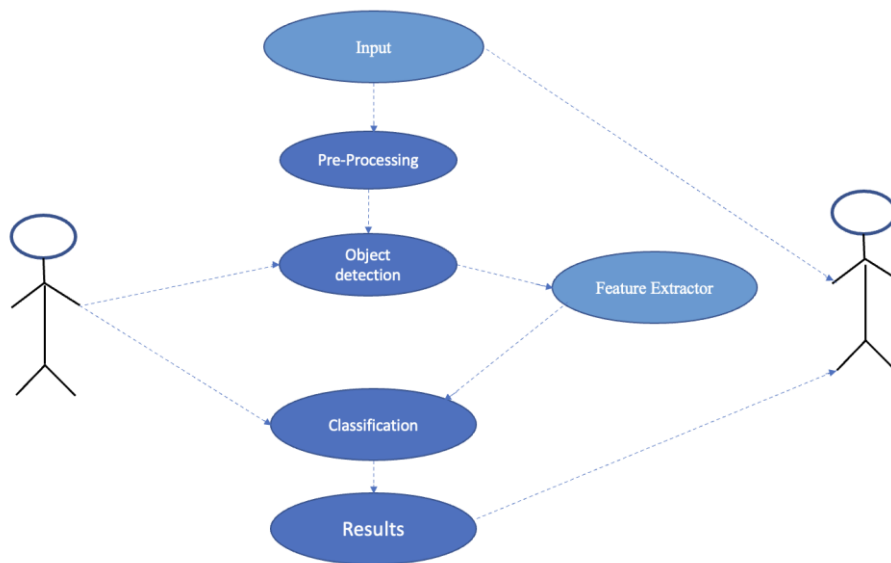 Input
Pre-Processing
Object
detection
Feature Extractor
Classification
Results